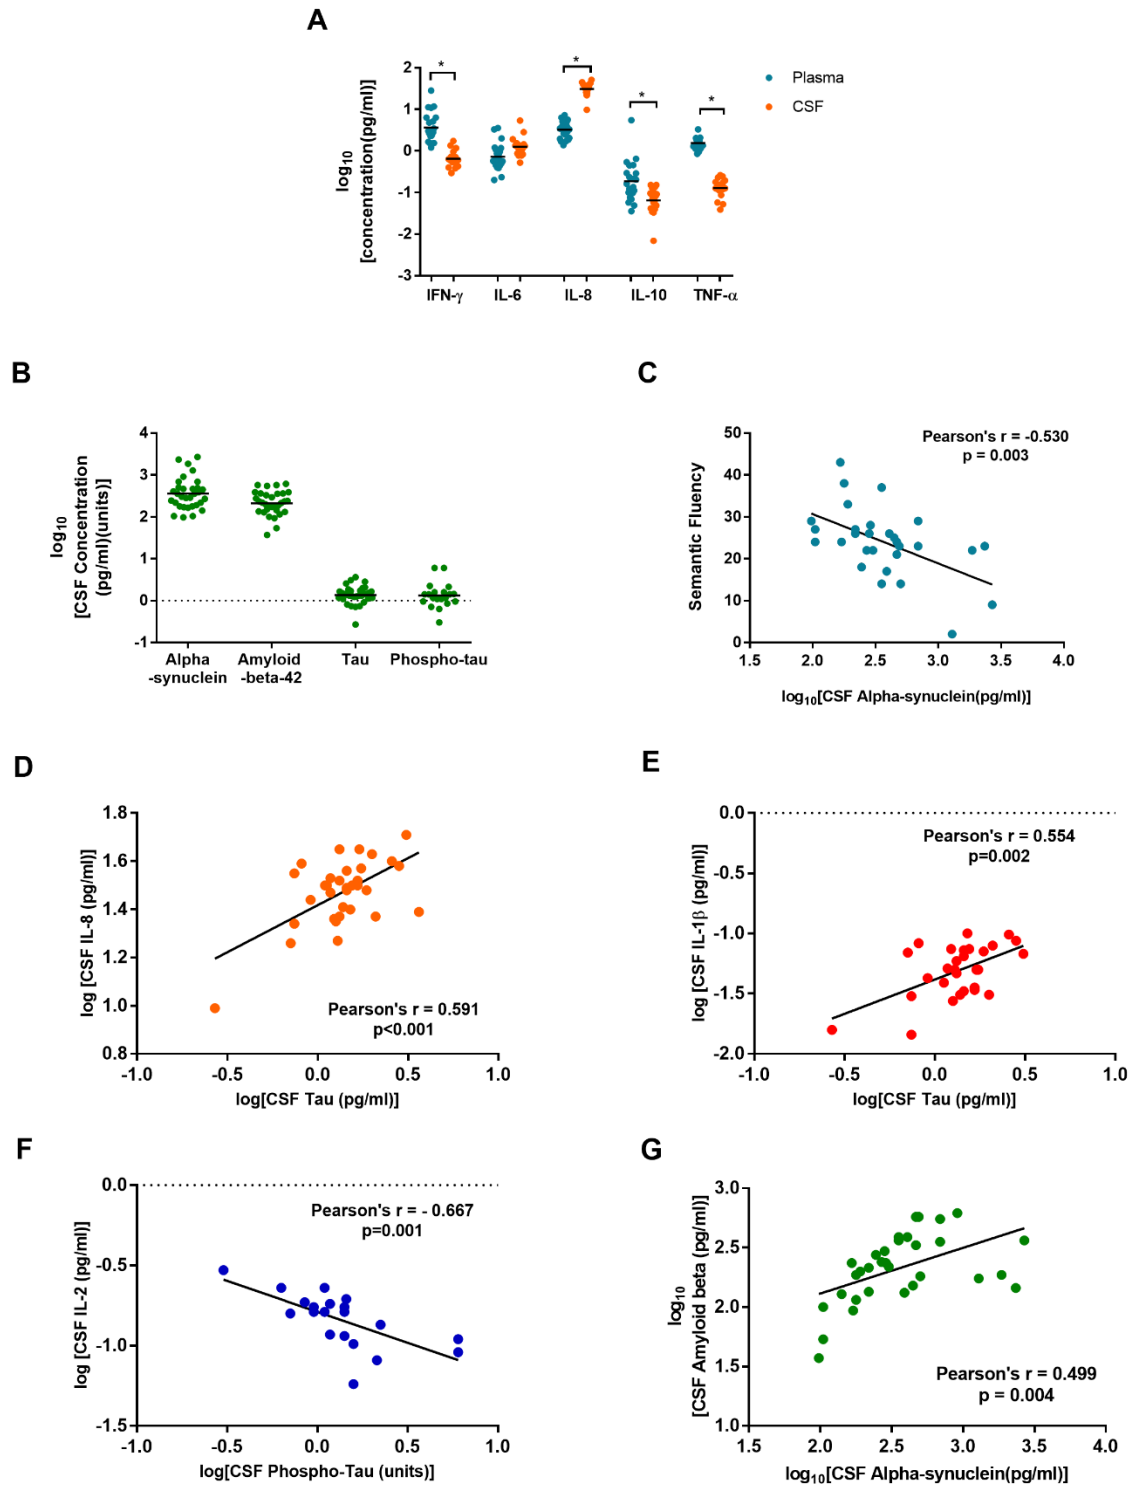 A
log10
[concentration(pg/ml)]
2
1
0
-1
-2
-3
*
*
*
*
IFN-γ IL-6 IL-8 IL-10 TNF-α
Plasma
CSF
B
log10
[CSF Concentration
(pg/ml)(units)]
4
3
2
1
0
-1
Alpha
-synuclein
Amyloid
-beta-42
Tau
Phospho-tau
C
Semantic Fluency
50
40
30
20
10
0
Pearson's r = -0.530
p = 0.003
1.5 2.0 2.5 3.0 3.5 4.0
log10[CSF Alpha-synuclein(pg/ml)]
D
log [CSF IL-8 (pg/ml)]
1.8
1.6
1.4
1.2
1.0
0.8
Pearson's r = 0.591
p<0.001
-1.0 -0.5 0.0 0.5 1.0
log[CSF Tau (pg/ml)]
E
log [CSF IL-1β (pg/ml)]
0.0
-0.5
-1.0
-1.5
-2.0
Pearson's r = 0.554
p=0.002
-1.0 -0.5 0.0 0.5 1.0
log[CSF Tau (pg/ml)]
F
log [CSF IL-2 (pg/ml)]
0.0
-0.5
-1.0
-1.5
Pearson's r = - 0.667
p=0.001
-1.0 -0.5 0.0 0.5 1.0
log[CSF Phospho-Tau (units)]
G
log10
[CSF Amyloid beta (pg/ml)]
3.0
2.5
2.0
1.5
1.0
Pearson's r = 0.499
p = 0.004
1.5 2.0 2.5 3.0 3.5 4.0
log10[CSF Alpha-synuclein(pg/ml)]